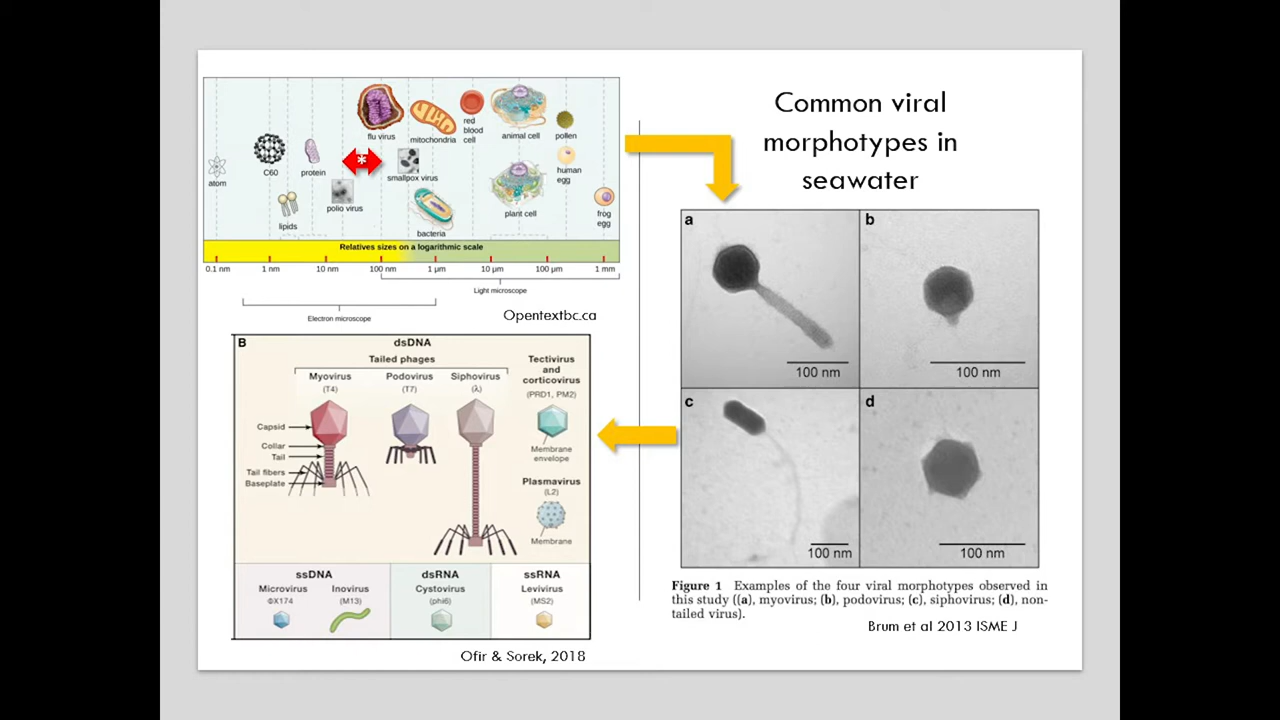 Common viral
morphotypes in
seawater
flu virus
mitochondria
red
blood
cell
animal cell
pollen
atom
C60
protein
*
smallpox virus
human
egg
polio virus
lipids
bacteria
plant cell
frog
egg
Relatives sizes on a logarithmic scale
0.1 nm
1 nm
10 nm
100 nm
1 µm
10 µm
100 µm
1 mm
Light microscope
Electron microscope
Opentextbc.ca
B
dsDNA
Tailed phages
Myovirus
(T4)
Podovirus
(T7)
Siphovirus
(λ)
Tectivirus
and
corticovirus
(PRD1, PM2)
Capsid
Collar
Tail
Tail fibers
Baseplate
Membrane
envelope
Plasmavirus
(L2)
Membrane
ssDNA
Microvirus
ΦX174
Inovirus
(M13)
dsRNA
Cystovirus
(phi6)
ssRNA
Levivirus
(MS2)
Ofir & Sorek, 2018
a
100 nm
b
100 nm
c
100 nm
d
100 nm
Figure 1 Examples of the four viral morphotypes observed in
this study ((a), myovirus; (b), podovirus; (c), siphovirus; (d), non-
tailed virus).
Brum et al 2013 ISME J